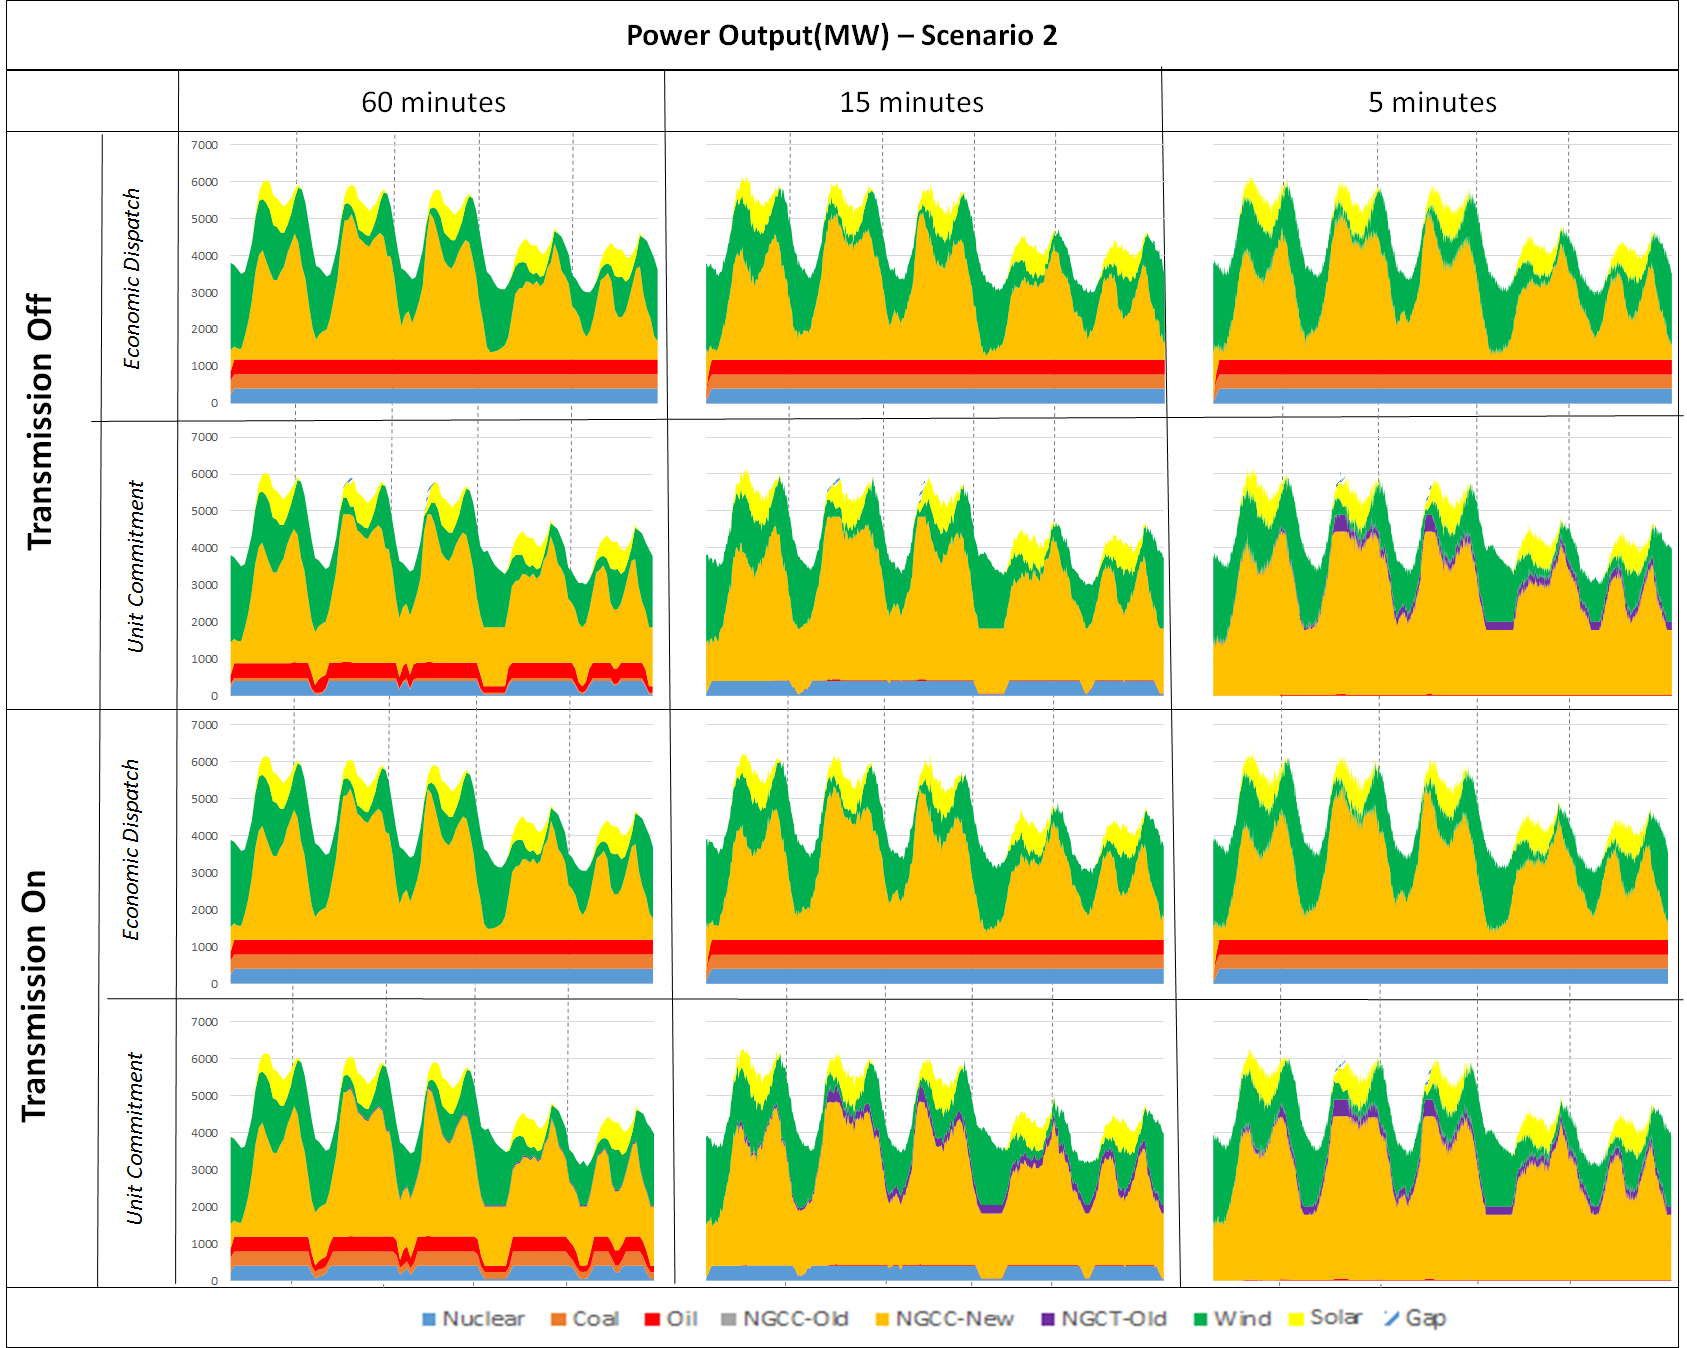 Power Output(MW) – Scenario 2
60 minutes
15 minutes
5 minutes
Transmission Off
Economic Dispatch
7000
6000
5000
4000
3000
2000
1000
0
Unit Commitment
7000
6000
5000
4000
3000
2000
1000
0
Transmission On
Economic Dispatch
7000
6000
5000
4000
3000
2000
1000
0
Unit Commitment
7000
6000
5000
4000
3000
2000
1000
0
Nuclear Coal Oil NGCC-Old NGCC-New NGCT-Old Wind Solar Gap